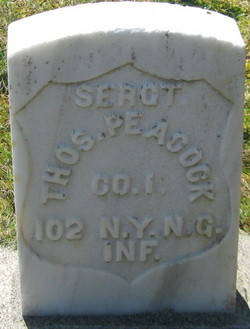 SERGT.
THOS. PEACOCK
CO. I.
102 N.Y. N.G.
INF.